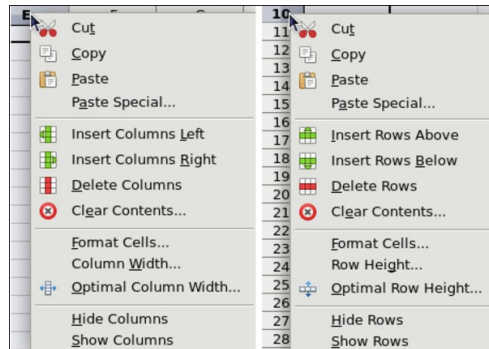 E
Cut
Copy
Paste
Paste Special...
Insert Columns Left
Insert Columns Right
Delete Columns
Clear Contents...
Format Cells...
Column Width...
Optimal Column Width...
Hide Columns
Show Columns
10
11
12
13
14
15
16
17
18
19
20
21
22
23
24
25
26
27
28
Cut
Copy
Paste
Paste Special...
Insert Rows Above
Insert Rows Below
Delete Rows
Clear Contents...
Format Cells...
Row Height...
Optimal Row Height...
Hide Rows
Show Rows